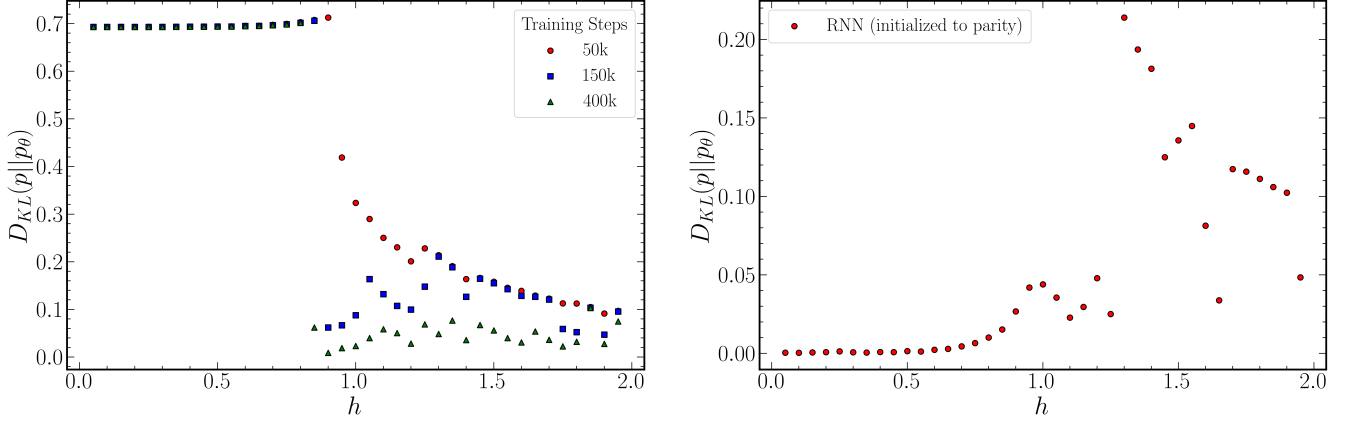 0.7
0.6
0.5
0.4
0.3
0.2
0.1
0.0
D_{KL}(p||p_θ)
Training Steps
50k
150k
400k
0.0 0.5 1.0 1.5 2.0
h
0.20
0.15
0.10
0.05
0.00
D_{KL}(p||p_θ)
RNN (initialized to parity)
0.0 0.5 1.0 1.5 2.0
h